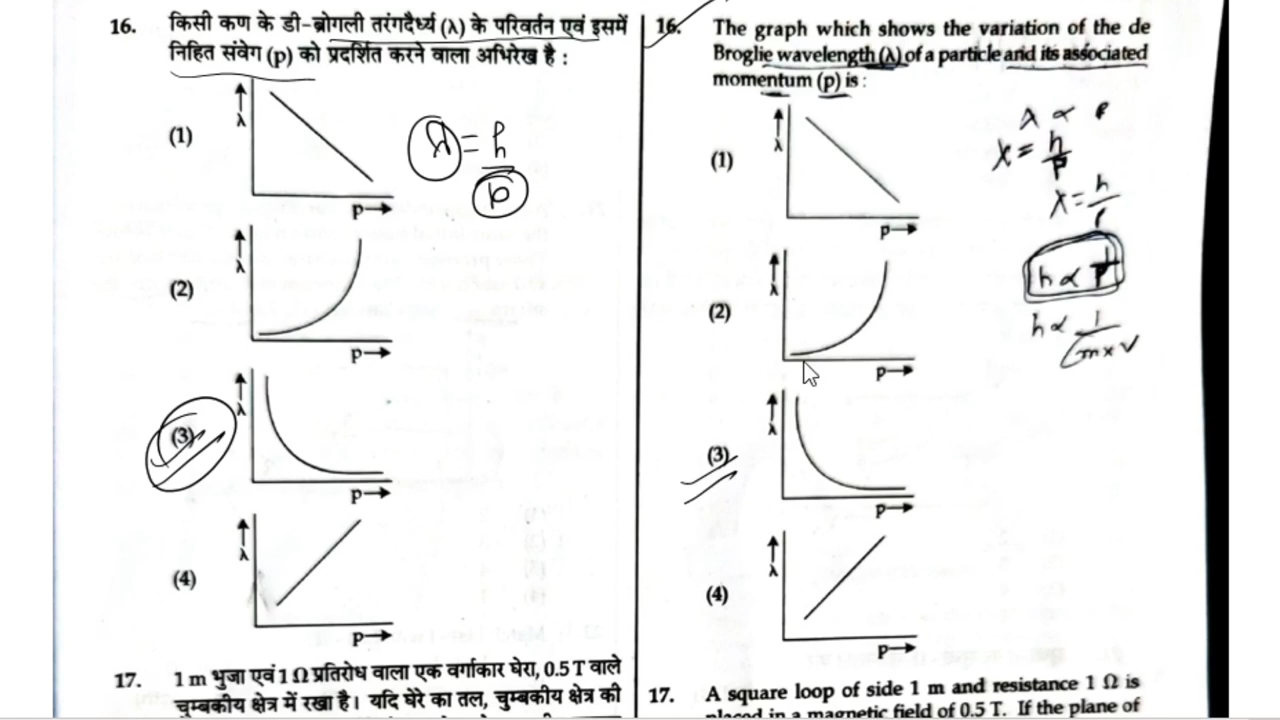 16. किसी कण के डी-ब्रोगली तरंगदैर्ध्य (λ) के परिवर्तन एवं इसमें
निहित संवेग (p) को प्रदर्शित करने वाला अभिरेख है :
(1)
λ
p
λ = h
p
(2)
λ
p
(3)
λ
p
(4)
λ
p
17. 1 m भुजा एवं 1 Ω प्रतिरोध वाला एक वर्गाकार घेरा, 0.5 T वाले
चुम्बकीय क्षेत्र में रखा है। यदि घेरे का तल, चुम्बकीय क्षेत्र की
16. The graph which shows the variation of the de
Broglie wavelength (λ) of a particle and its associated
momentum (p) is :
(1)
λ
p
(2)
λ
p
(3)
λ
p
(4)
λ
p
λ ∝ p
λ = h
p
λ = h
h ∝
h ∝ 1
m × v
17. A square loop of side 1 m and resistance 1 Ω is
placed in a magnetic field of 0.5 T. If the plane of